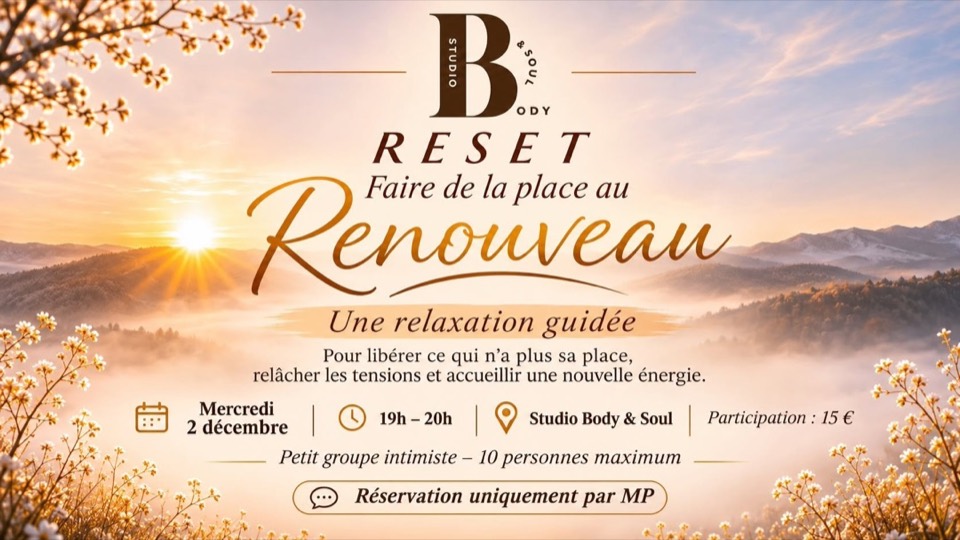 STUDIO
B
& SOUL
ODY
RESET
Faire de la place au
Renouveau
Une relaxation guidée
Pour libérer ce qui n'a plus sa place,
relâcher les tensions et accueillir une nouvelle énergie.
Mercredi
2 décembre
19h – 20h
Studio Body & Soul
Participation : 15 €
Petit groupe intimiste – 10 personnes maximum
Réservation uniquement par MP